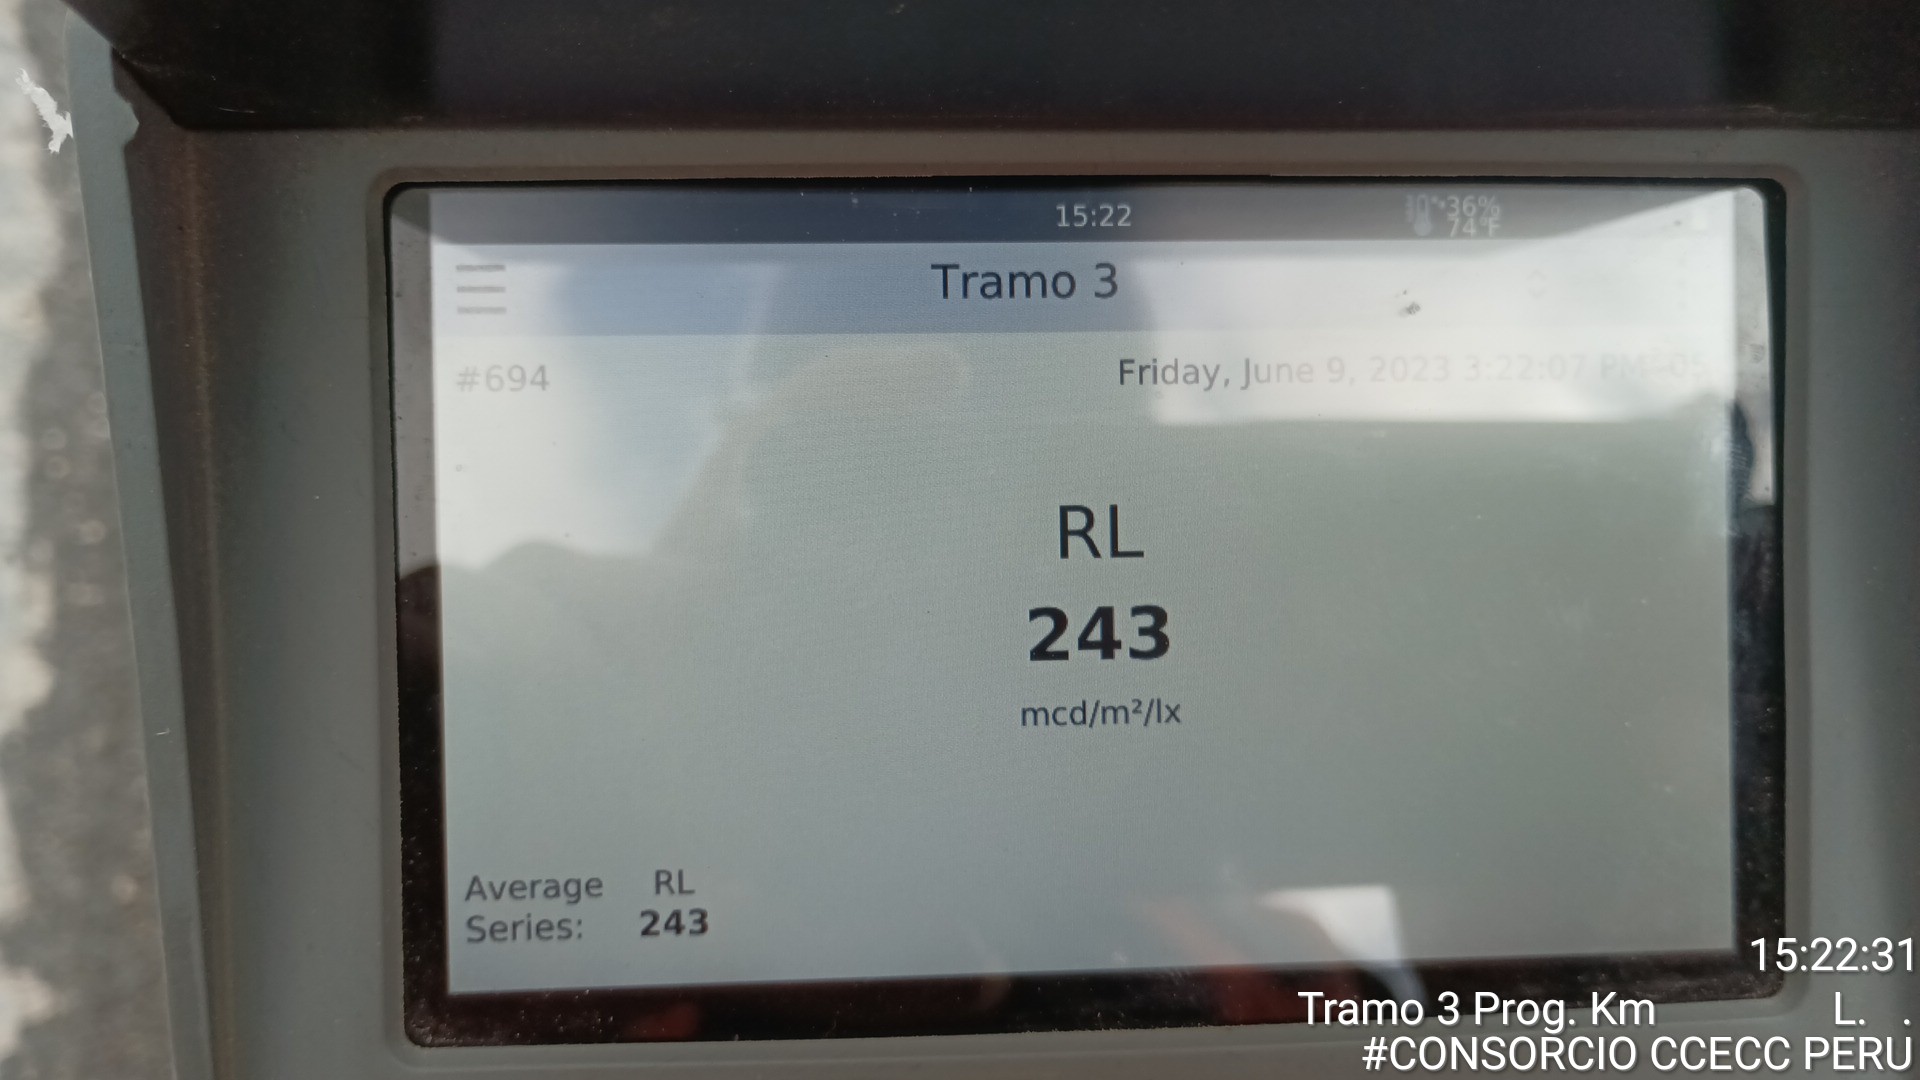 15:22
36%
74°F
Tramo 3
#694
Friday, June 9, 2023 3:22:07 PM -05
RL
243
mcd/m²/lx
Average RL
Series: 243
15:22:31
Tramo 3 Prog. Km L. .
#CONSORCIO CCECC PERU